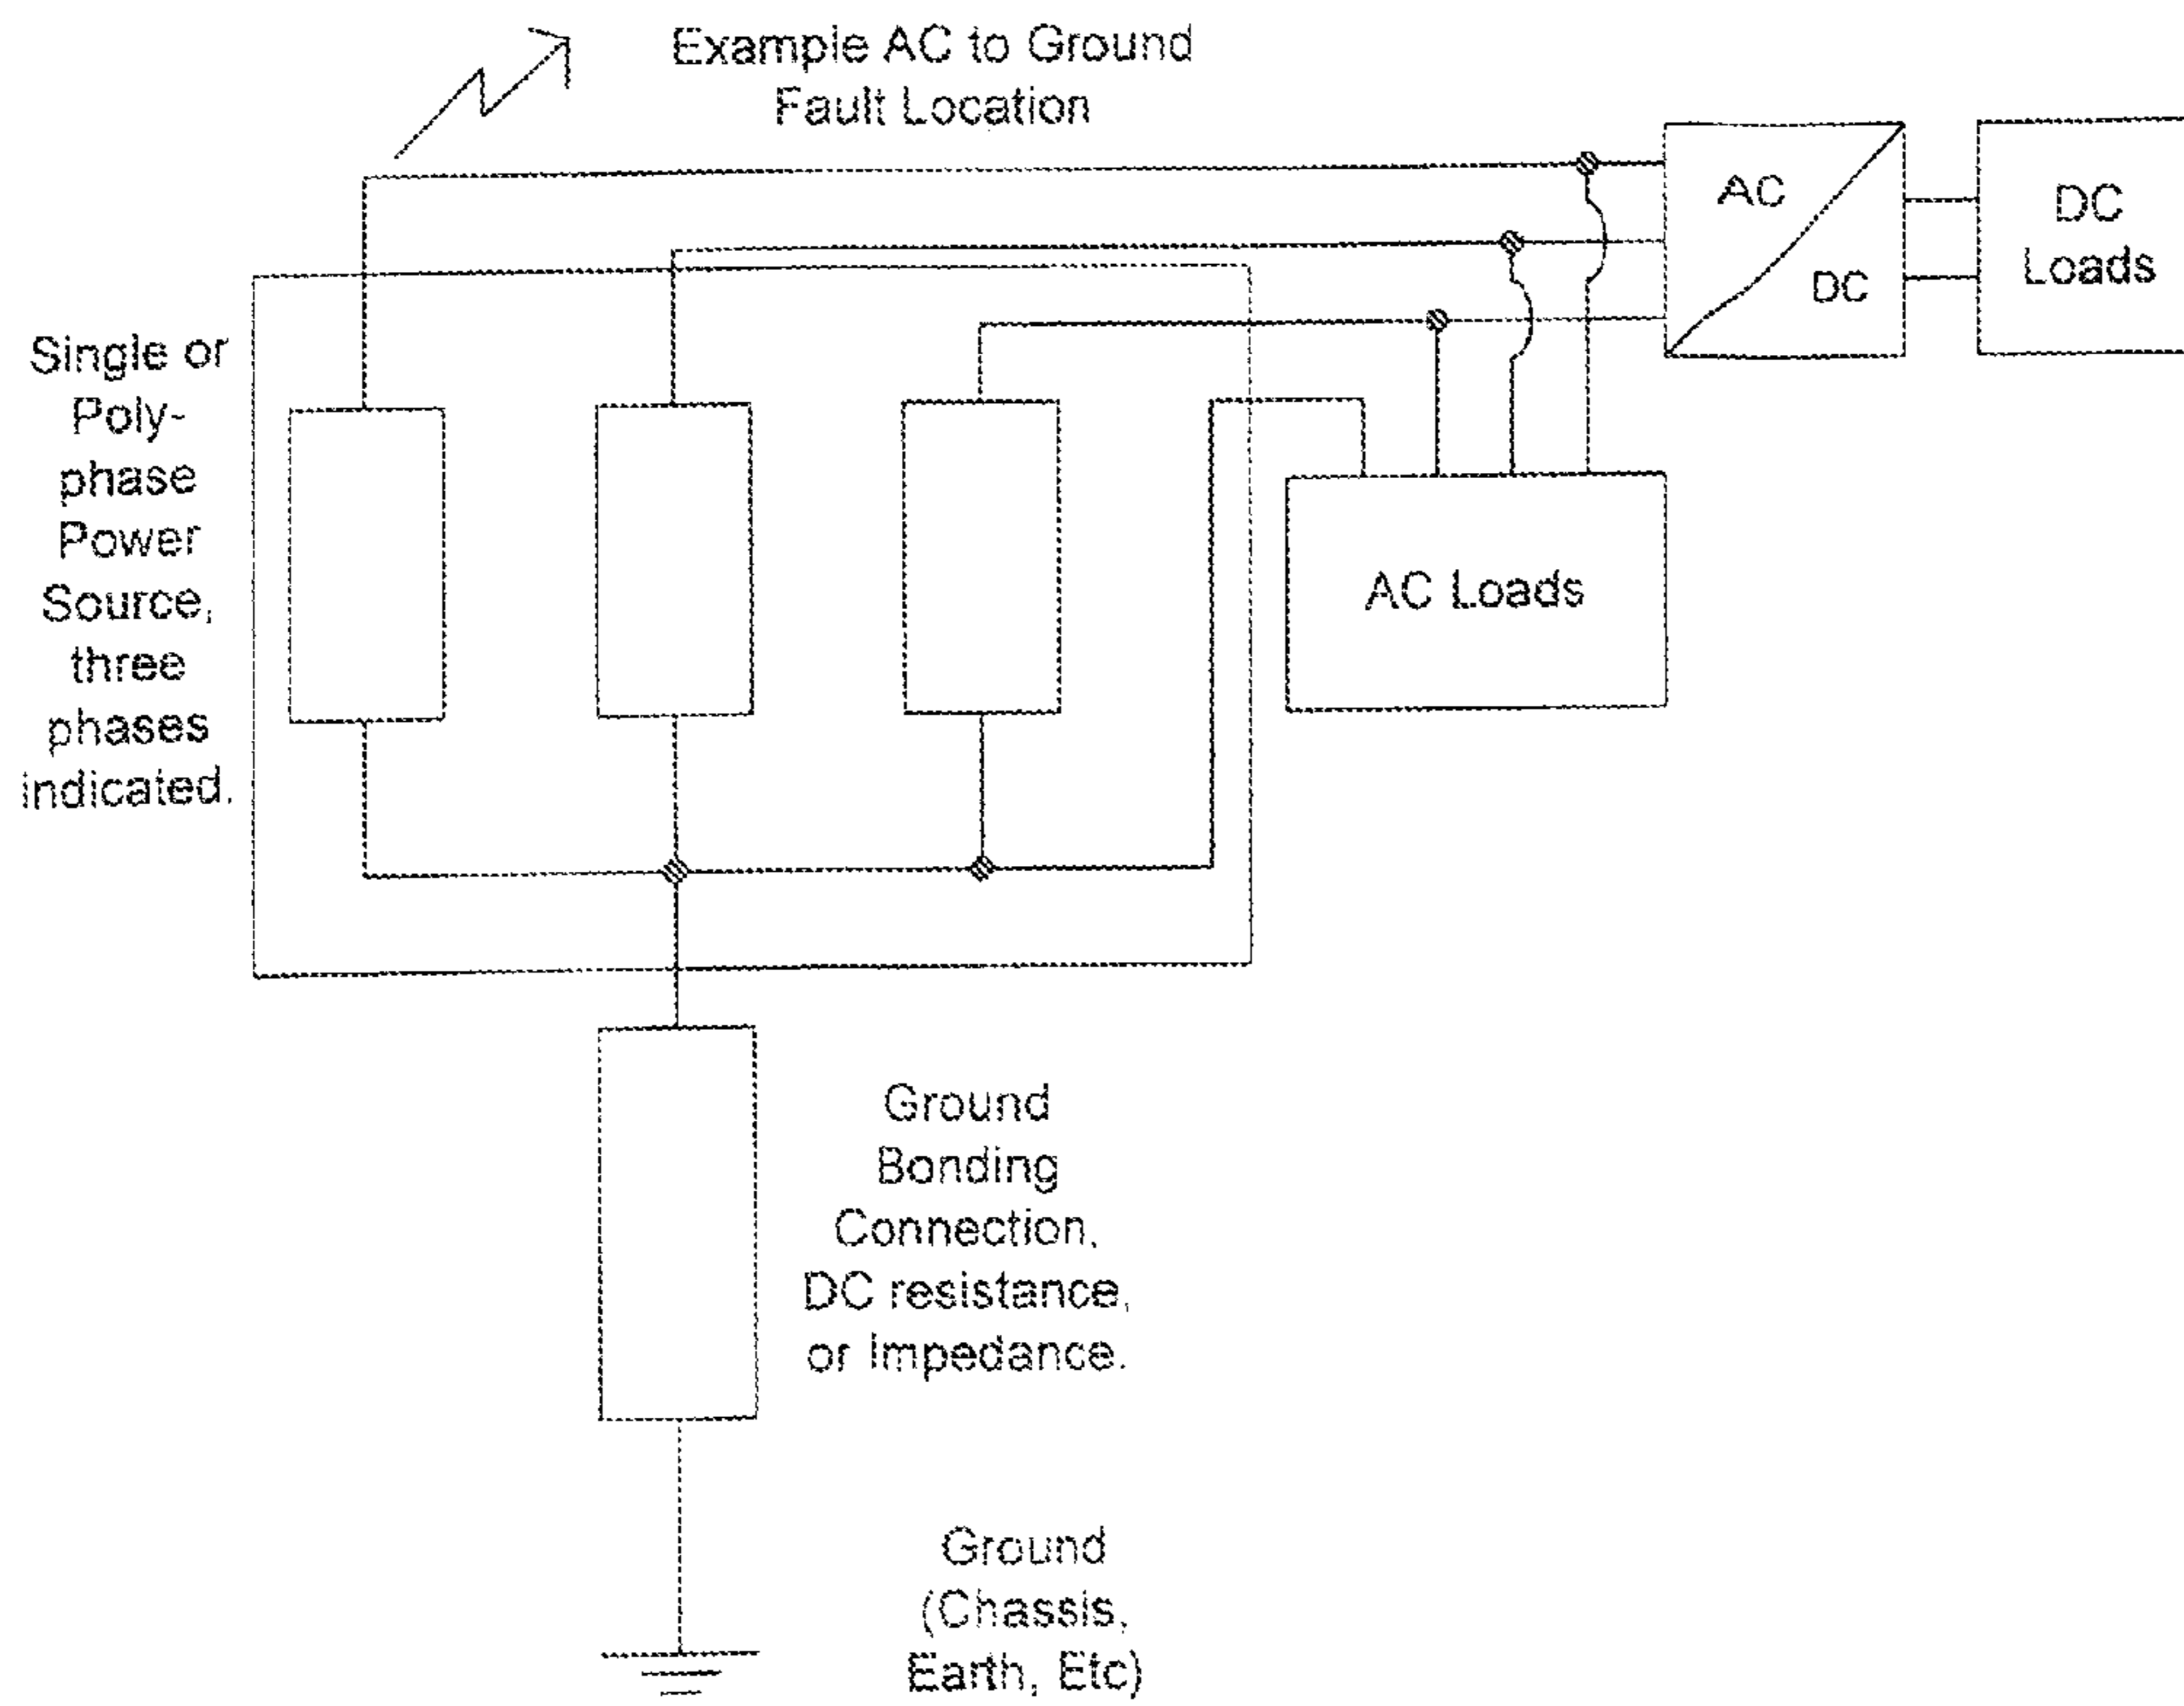 Example AC to Ground
Fault Location
AC
DC
DC
Loads
Single or
Poly-
phase
Power
Source,
three
phases
indicated.
AC Loads
Ground
Bonding
Connection,
DC resistance,
or Impedance.
Ground
(Chassis,
Earth, Etc)